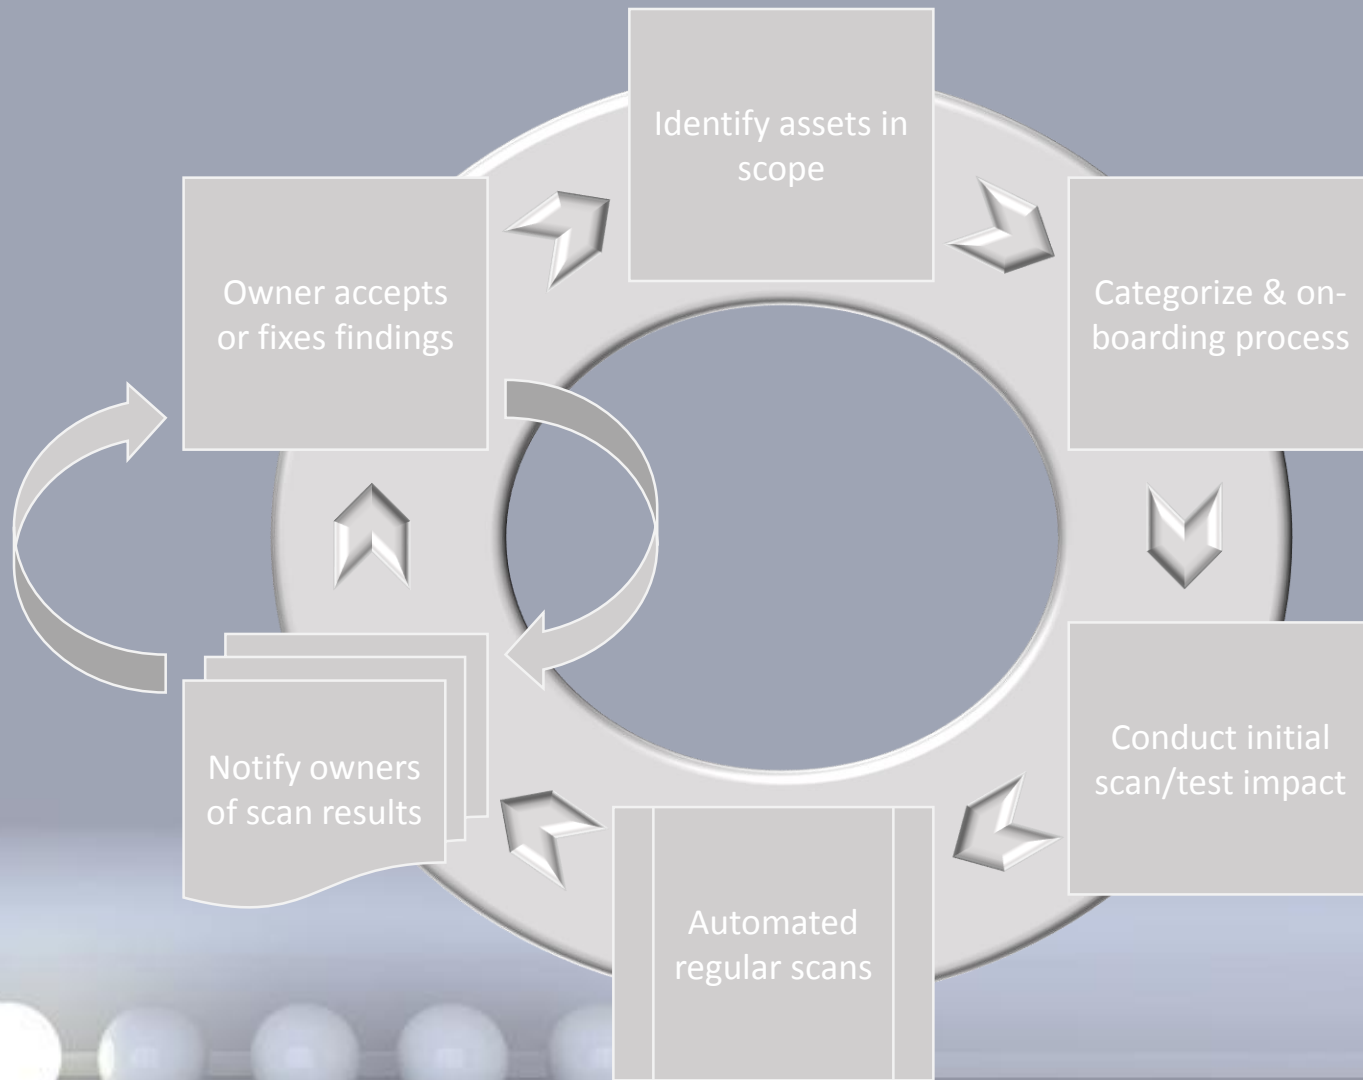 Identify assets in
scope
Categorize & on-
boarding process
Conduct initial
scan/test impact
Automated
regular scans
Notify owners
of scan results
Owner accepts
or fixes findings